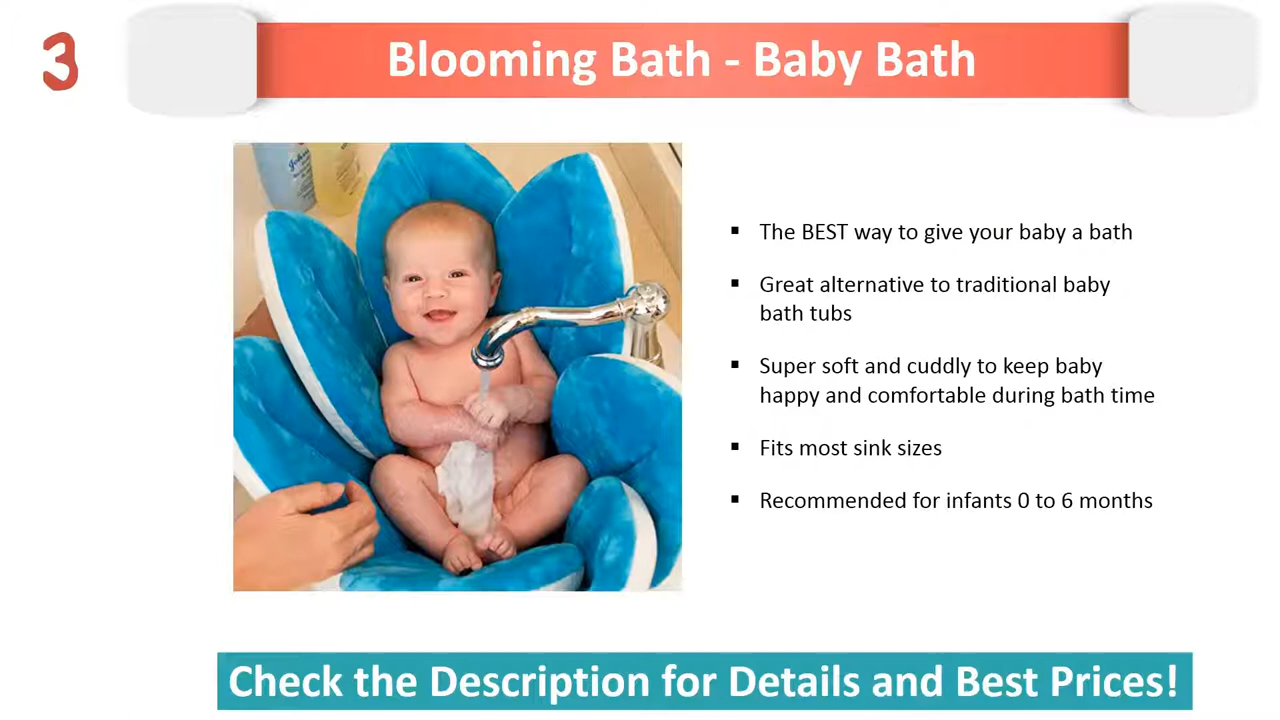 3
Blooming Bath - Baby Bath
Johnson's
▪ The BEST way to give your baby a bath
▪ Great alternative to traditional baby
bath tubs
▪ Super soft and cuddly to keep baby
happy and comfortable during bath time
▪ Fits most sink sizes
▪ Recommended for infants 0 to 6 months
Check the Description for Details and Best Prices!